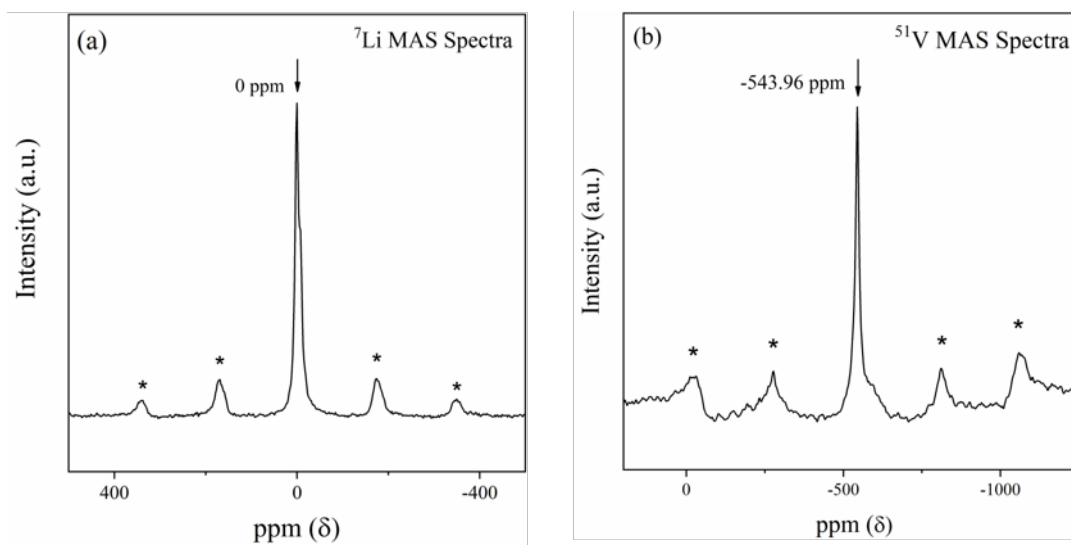 (a)
⁷Li MAS Spectra
0 ppm
Intensity (a.u.)
*
*
*
*
400
0
-400
ppm (δ)
(b)
⁵¹V MAS Spectra
-543.96 ppm
Intensity (a.u.)
*
*
*
*
0
-500
-1000
ppm (δ)